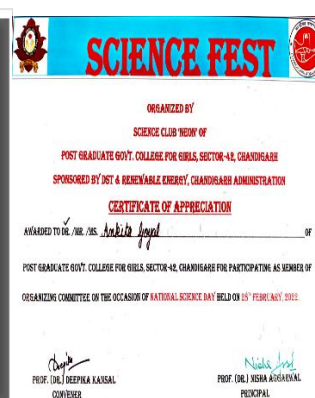 SCIENCE FEST
ORGANIZED BY
SCIENCE CLUB 'NEON' OF
POST GRADUATE GOVT. COLLEGE FOR GIRLS, SECTOR-42, CHANDIGARH
SPONSORED BY DST & RENEWABLE ENERGY, CHANDIGARH ADMINISTRATION
CERTIFICATE OF APPRECIATION
AWARDED TO DR. /MR. /MS. Ankita Goyal OF
POST GRADUATE GOVT. COLLEGE FOR GIRLS, SECTOR-42, CHANDIGARH FOR PARTICIPATING AS MEMBER OF
ORGANIZING COMMITTEE ON THE OCCASION OF NATIONAL SCIENCE DAY HELD ON 25TH FEBRUARY, 2022
PROF. (DR.) DEEPIKA KANSAL
CONVENER
PROF. (DR.) NISHA AGGARWAL
PRINCIPAL